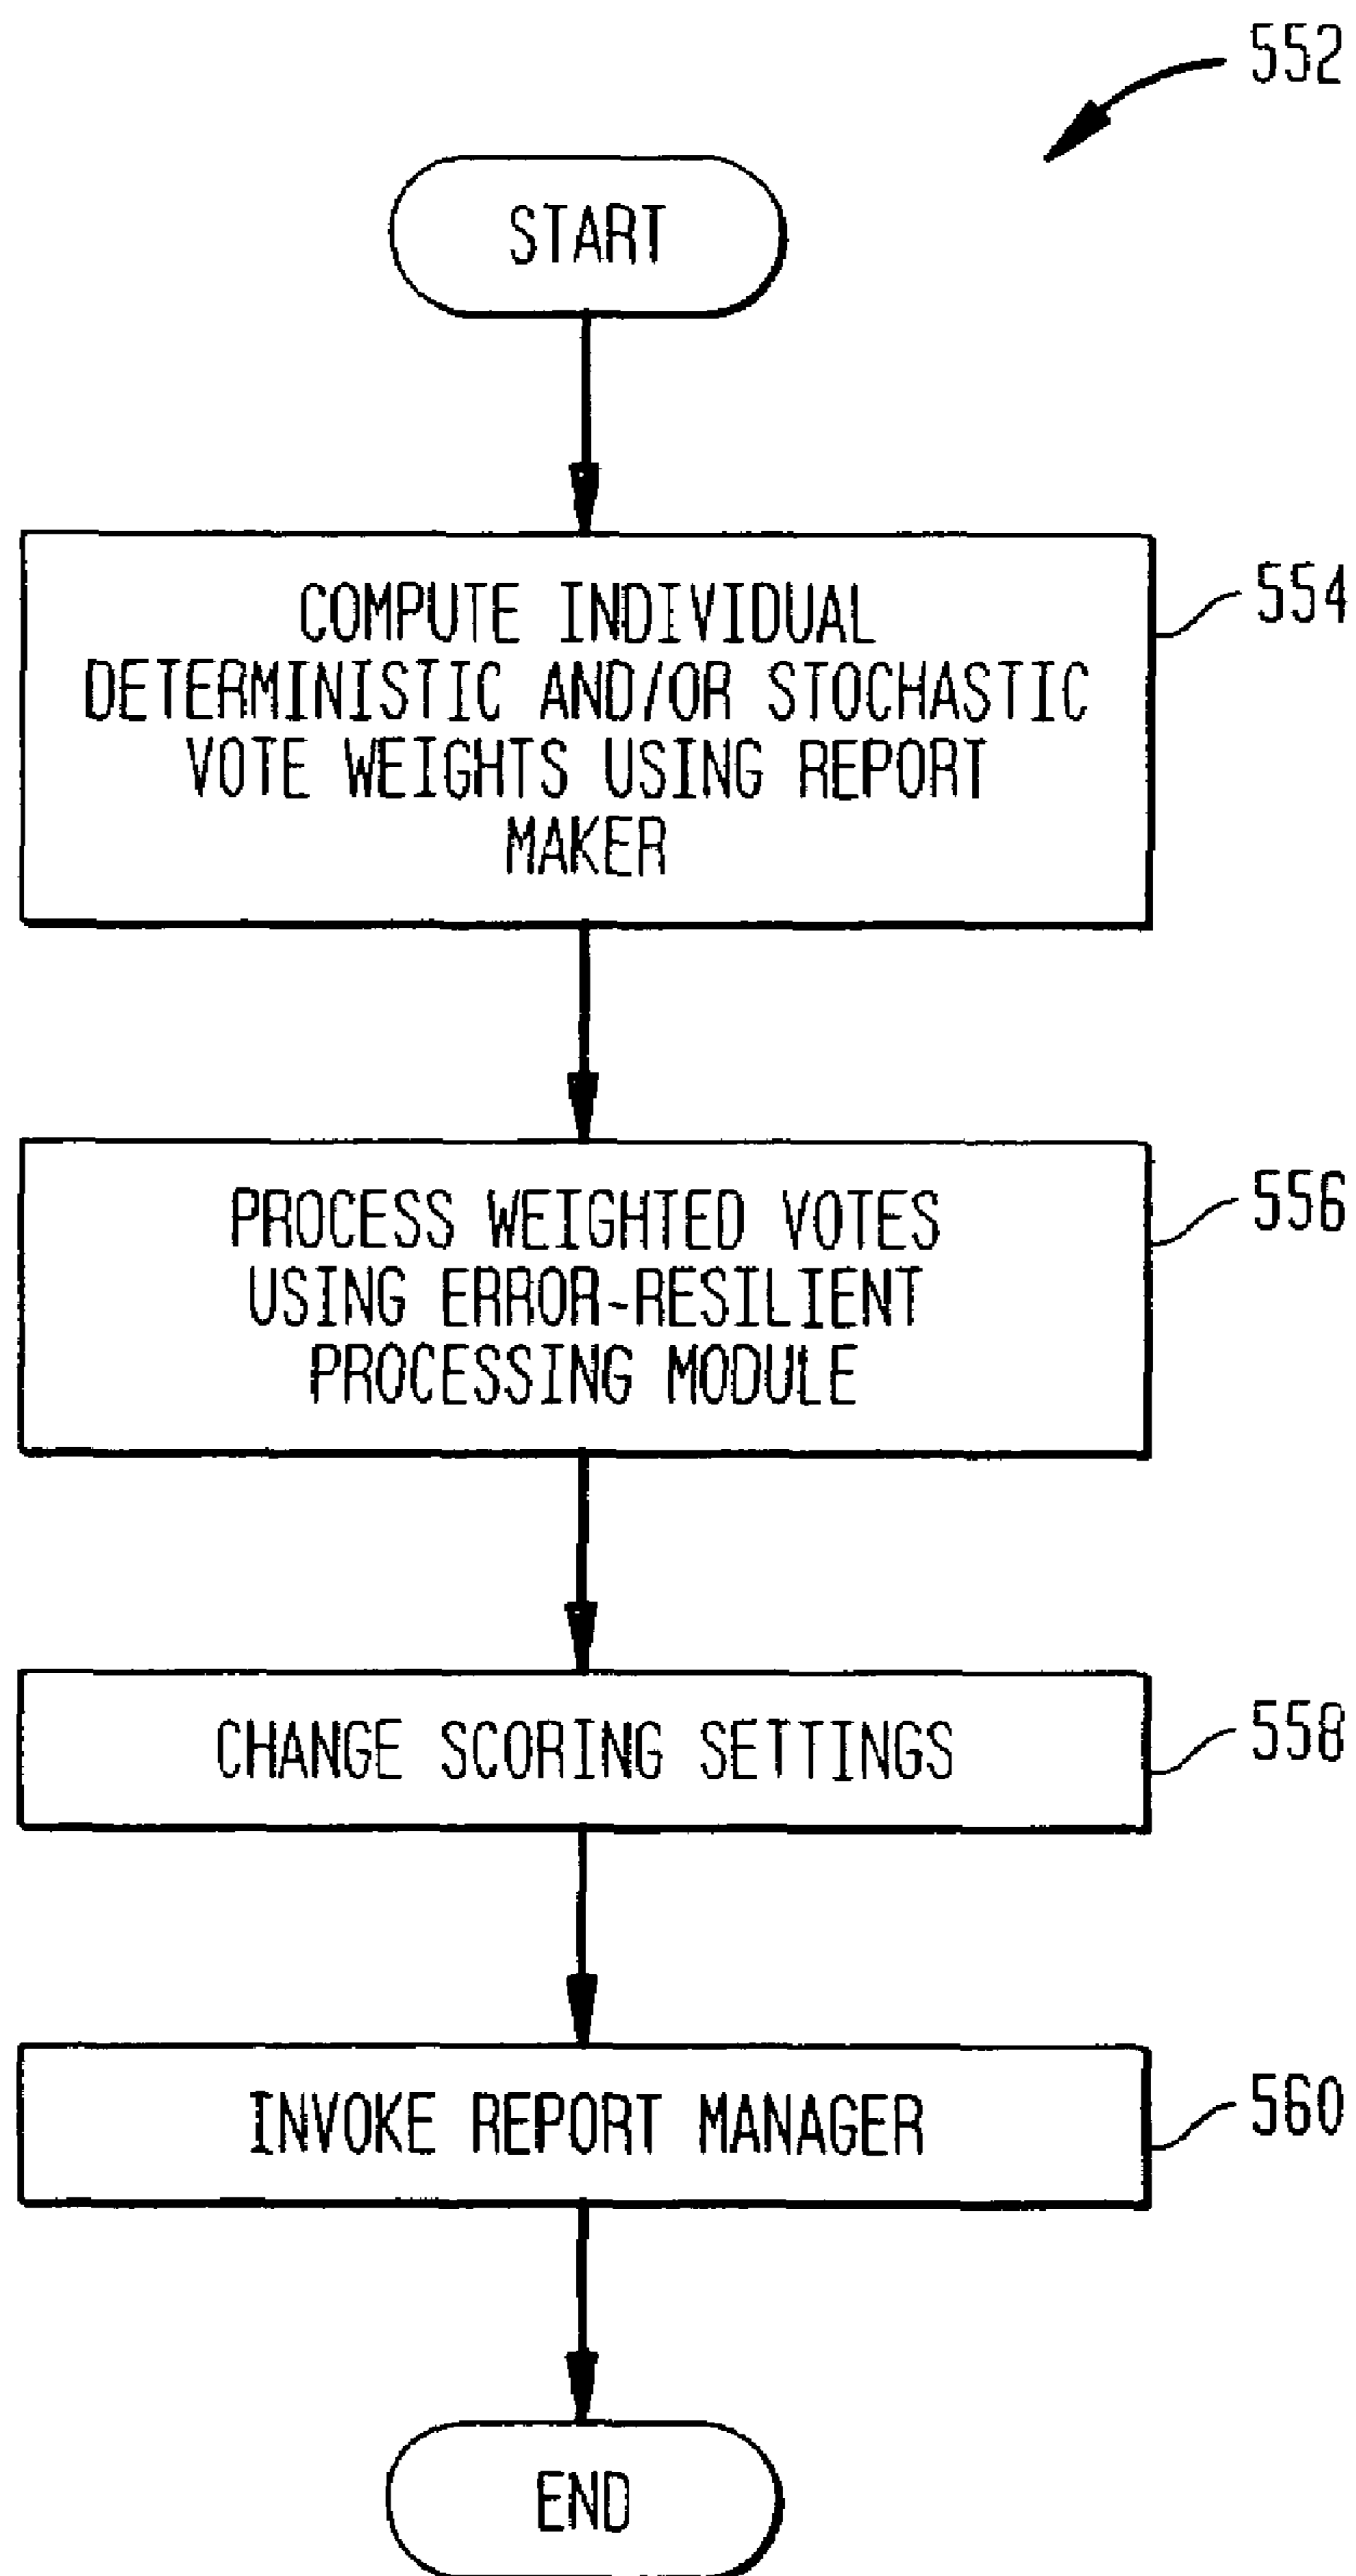 552
START
COMPUTE INDIVIDUAL
DETERMINISTIC AND/OR STOCHASTIC
VOTE WEIGHTS USING REPORT
MAKER
554
PROCESS WEIGHTED VOTES
USING ERROR-RESILIENT
PROCESSING MODULE
556
CHANGE SCORING SETTINGS
558
INVOKE REPORT MANAGER
560
END